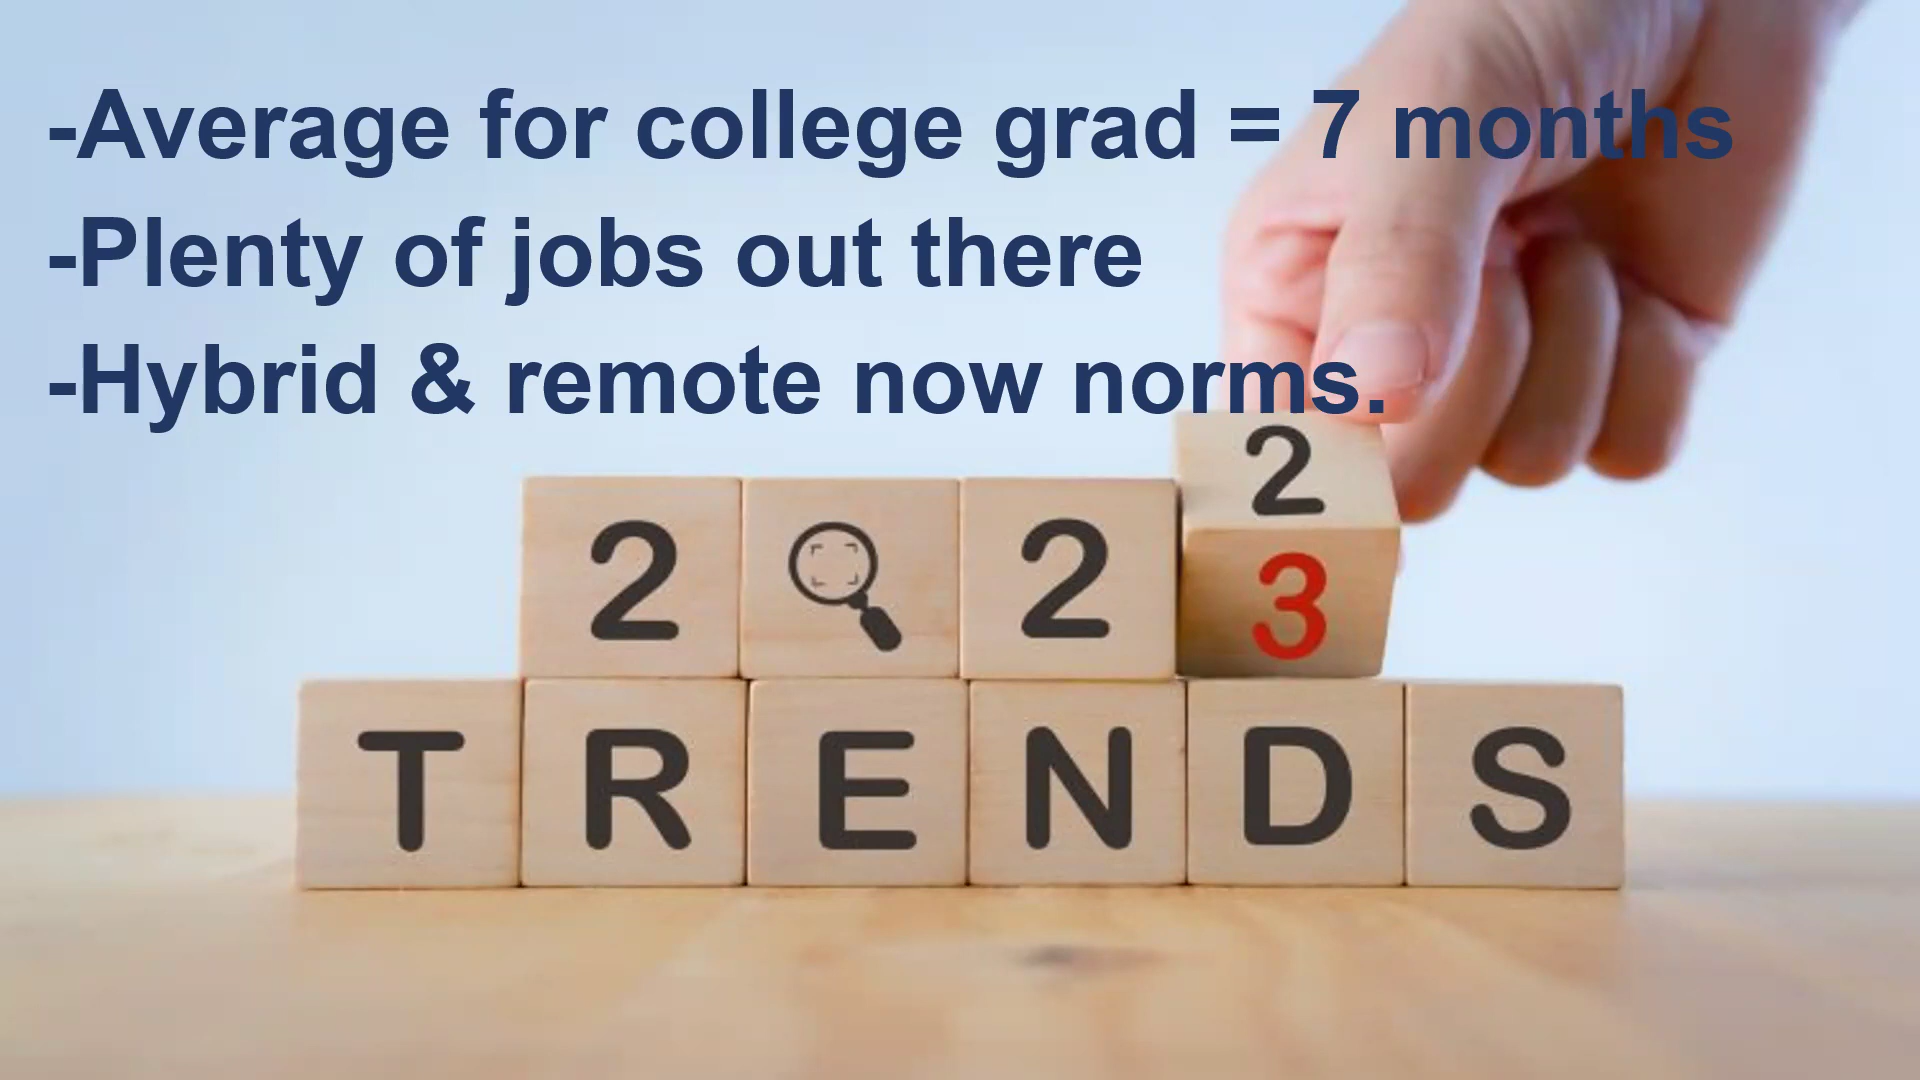 -Average for college grad = 7 months
-Plenty of jobs out there
-Hybrid & remote now norms.
2
2 2 3
TRENDS